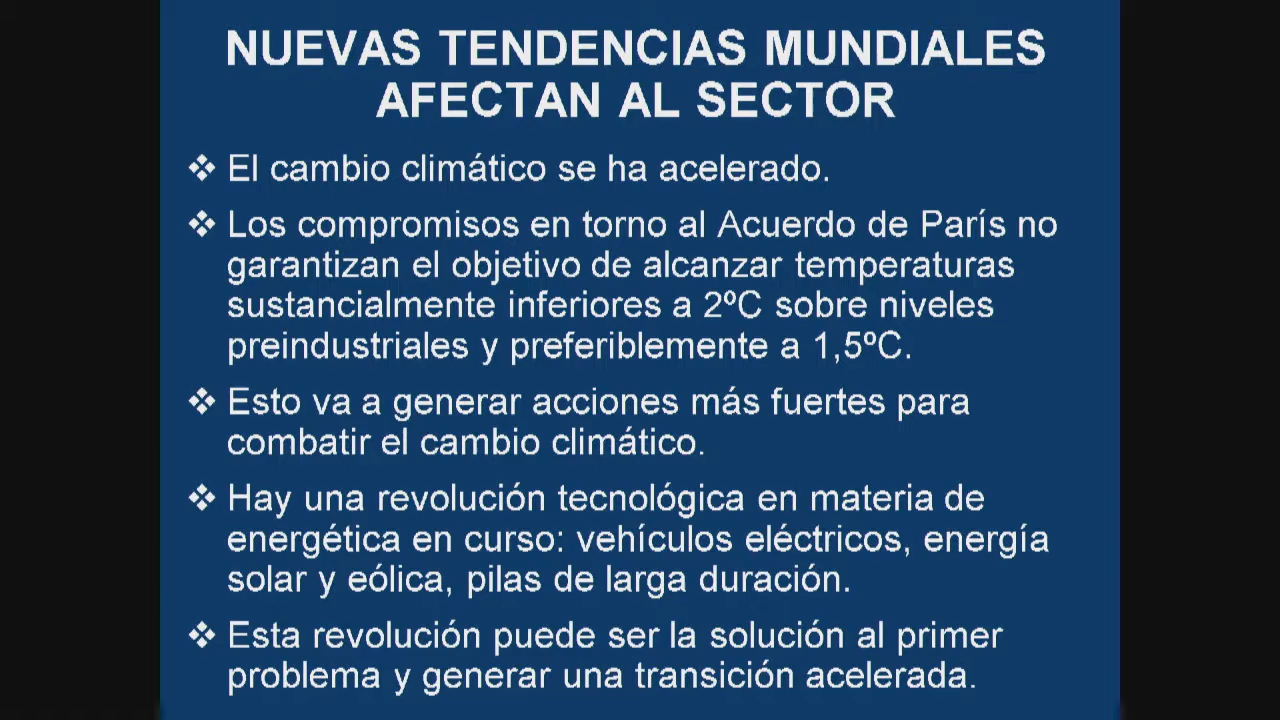 NUEVAS TENDENCIAS MUNDIALES
AFECTAN AL SECTOR
❖ El cambio climático se ha acelerado.
❖ Los compromisos en torno al Acuerdo de París no
garantizan el objetivo de alcanzar temperaturas
sustancialmente inferiores a 2ºC sobre niveles
preindustriales y preferiblemente a 1,5ºC.
❖ Esto va a generar acciones más fuertes para
combatir el cambio climático.
❖ Hay una revolución tecnológica en materia de
energética en curso: vehículos eléctricos, energía
solar y eólica, pilas de larga duración.
❖ Esta revolución puede ser la solución al primer
problema y generar una transición acelerada.